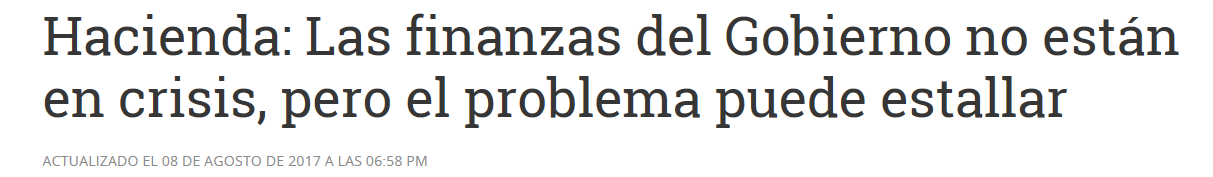 Hacienda: Las finanzas del Gobierno no están
en crisis, pero el problema puede estallar
ACTUALIZADO EL 08 DE AGOSTO DE 2017 A LAS 06:58 PM